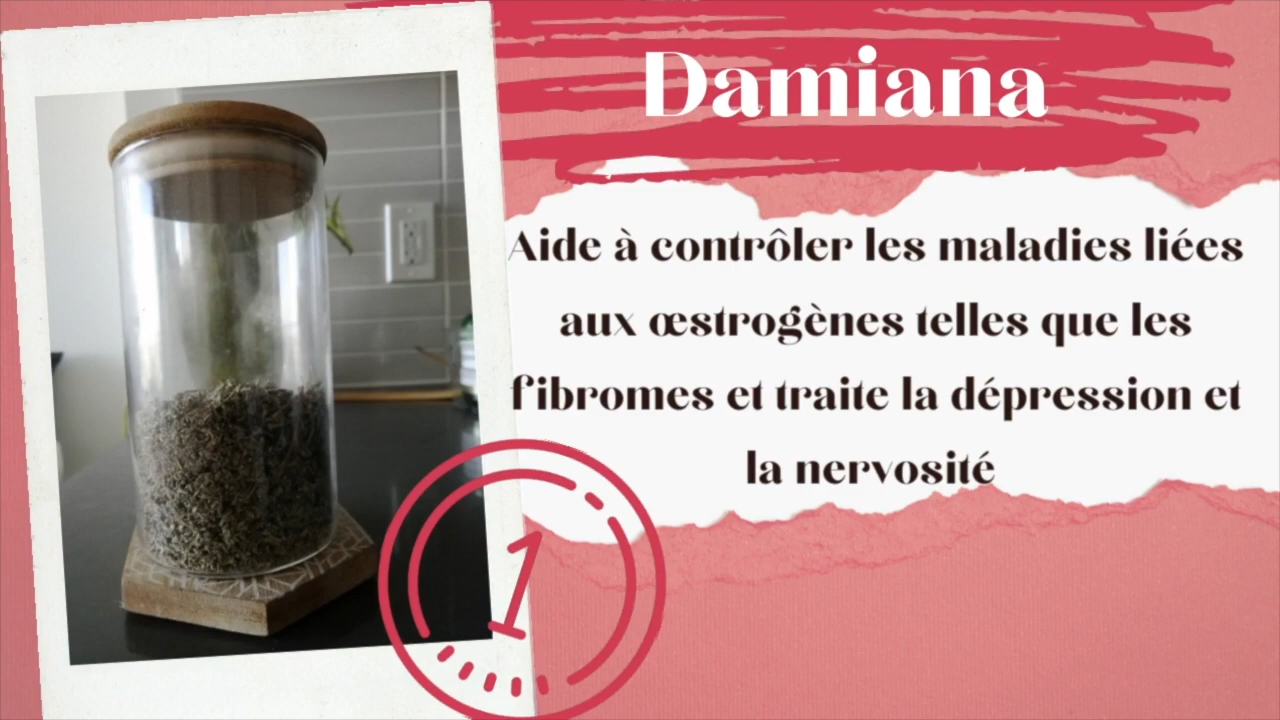 Damiana
Aide à contrôler les maladies liées
aux œstrogènes telles que les
fibromes et traite la dépression et
la nervosité
1